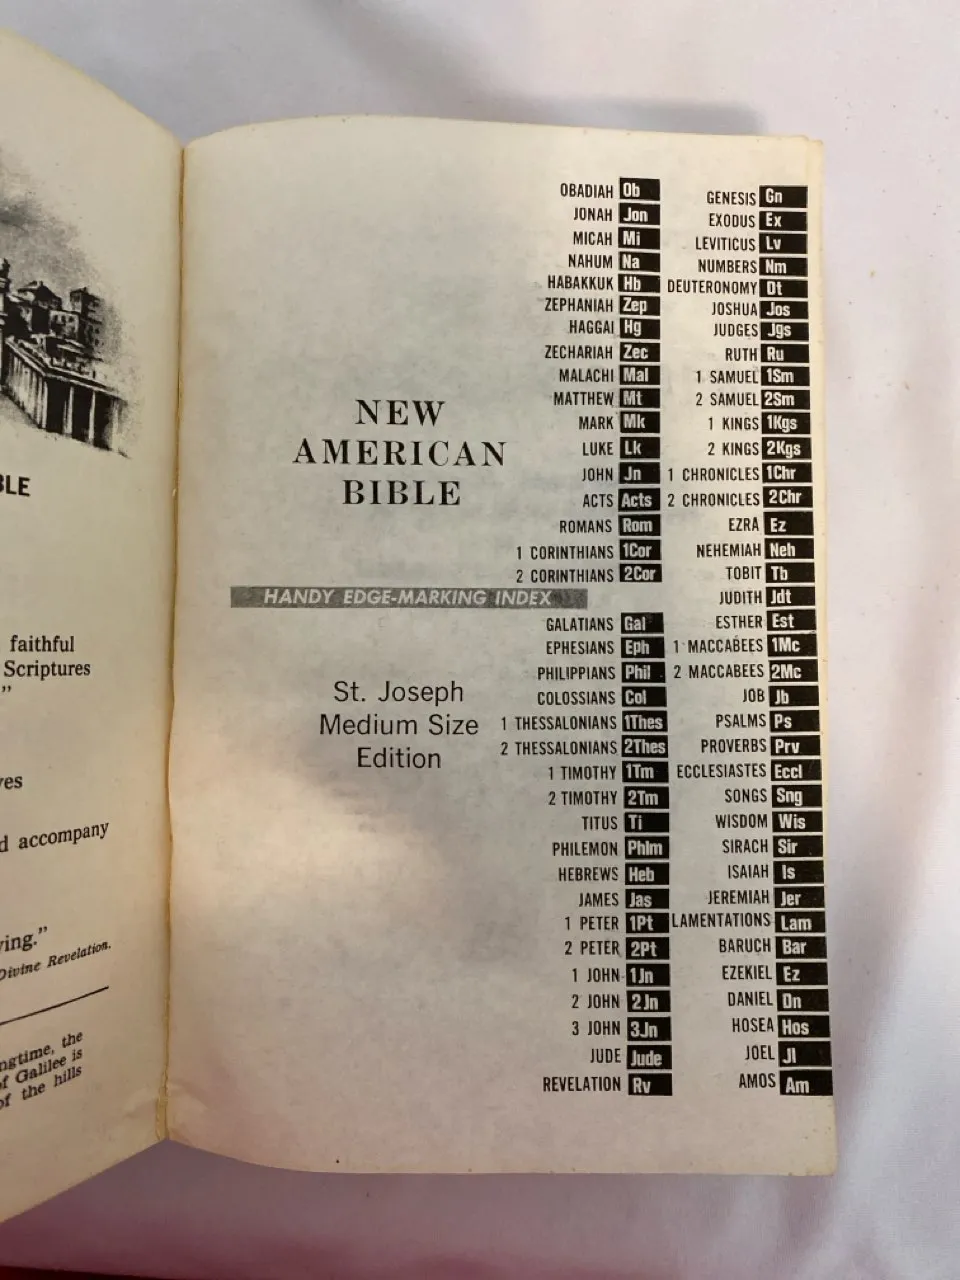 BLE
faithful
Scriptures
”
accompany
ing.”
Divine Revelation.
the
of Galilee is
of the hills
NEW
AMERICAN
BIBLE
HANDY EDGE-MARKING INDEX
St. Joseph
Medium Size
Edition
OBADIAH Ob
JONAH Jon
MICAH Mi
NAHUM Na
HABAKKUK Hb
ZEPHANIAH Zep
HAGGAI Hg
ZECHARIAH Zec
MALACHI Mal
MATTHEW Mt
MARK Mk
LUKE Lk
JOHN Jn
ACTS Acts
ROMANS Rom
1 CORINTHIANS 1Cor
2 CORINTHIANS 2Cor
GALATIANS Gal
EPHESIANS Eph
PHILIPPIANS Phil
COLOSSIANS Col
1 THESSALONIANS 1Thes
2 THESSALONIANS 2Thes
1 TIMOTHY 1Tm
2 TIMOTHY 2Tm
TITUS Ti
PHILEMON Phlm
HEBREWS Heb
JAMES Jas
1 PETER 1Pt
2 PETER 2Pt
1 JOHN 1Jn
2 JOHN 2Jn
3 JOHN 3Jn
JUDE Jude
REVELATION Rv
GENESIS Gn
EXODUS Ex
LEVITICUS Lv
NUMBERS Nm
DEUTERONOMY Dt
JOSHUA Jos
JUDGES Jgs
RUTH Ru
1 SAMUEL 1Sm
2 SAMUEL 2Sm
1 KINGS 1Kgs
2 KINGS 2Kgs
1 CHRONICLES 1Chr
2 CHRONICLES 2Chr
EZRA Ez
NEHEMIAH Neh
TOBIT Tb
JUDITH Jdt
ESTHER Est
1 MACCABEES 1Mc
2 MACCABEES 2Mc
JOB Jb
PSALMS Ps
PROVERBS Prv
ECCLESIASTES Eccl
SONGS Sng
WISDOM Wis
SIRACH Sir
ISAIAH Is
JEREMIAH Jer
LAMENTATIONS Lam
BARUCH Bar
EZEKIEL Ez
DANIEL Dn
HOSEA Hos
JOEL Jl
AMOS Am